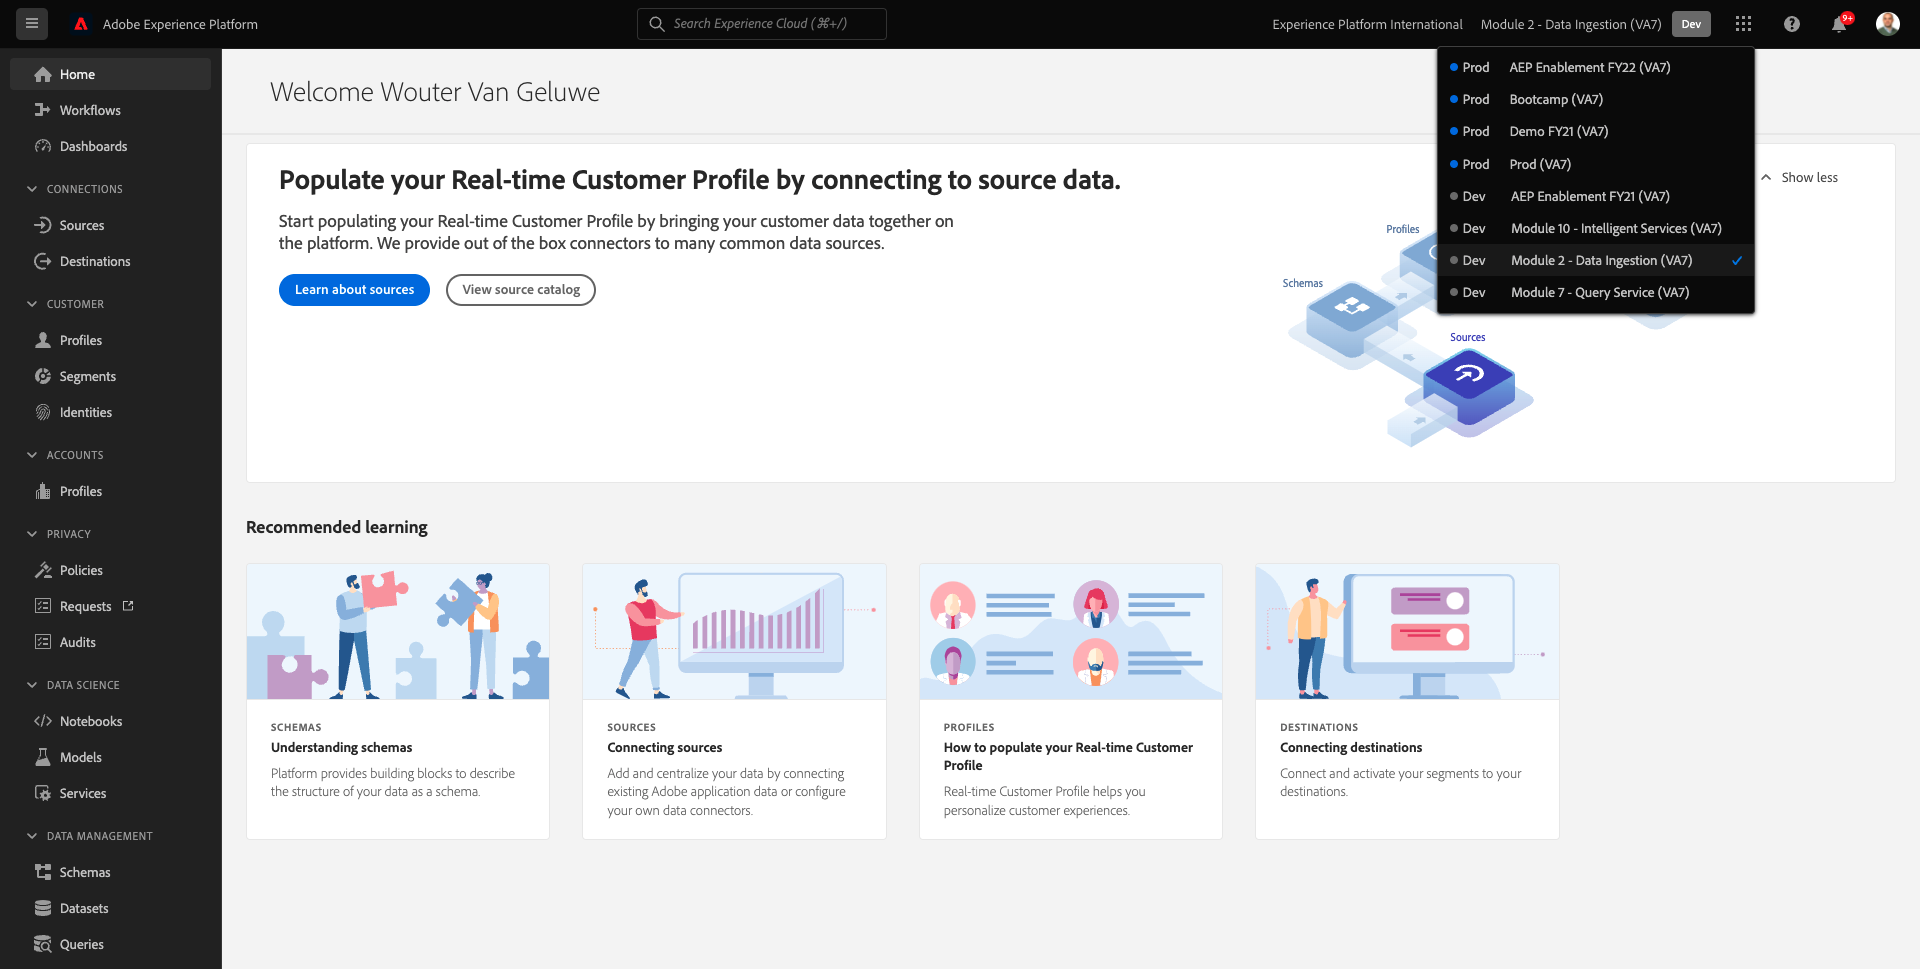 Adobe Experience Platform
Search Experience Cloud (⌘+/)
Experience Platform International
Module 2 - Data Ingestion (VA7)
Dev
9+
Home
Workflows
Dashboards
CONNECTIONS
Sources
Destinations
CUSTOMER
Profiles
Segments
Identities
ACCOUNTS
Profiles
PRIVACY
Policies
Requests
Audits
DATA SCIENCE
Notebooks
Models
Services
DATA MANAGEMENT
Schemas
Datasets
Queries
Welcome Wouter Van Geluwe
Prod AEP Enablement FY22 (VA7)
Prod Bootcamp (VA7)
Prod Demo FY21 (VA7)
Prod Prod (VA7)
Dev AEP Enablement FY21 (VA7)
Dev Module 10 - Intelligent Services (VA7)
Dev Module 2 - Data Ingestion (VA7)
Dev Module 7 - Query Service (VA7)
Populate your Real-time Customer Profile by connecting to source data.
Show less
Start populating your Real-time Customer Profile by bringing your customer data together on
the platform. We provide out of the box connectors to many common data sources.
Learn about sources
View source catalog
Profiles
Schemas
Sources
Recommended learning
SCHEMAS
Understanding schemas
Platform provides building blocks to describe
the structure of your data as a schema.
SOURCES
Connecting sources
Add and centralize your data by connecting
existing Adobe application data or configure
your own data connectors.
PROFILES
How to populate your Real-time Customer
Profile
Real-time Customer Profile helps you
personalize customer experiences.
DESTINATIONS
Connecting destinations
Connect and activate your segments to your
destinations.